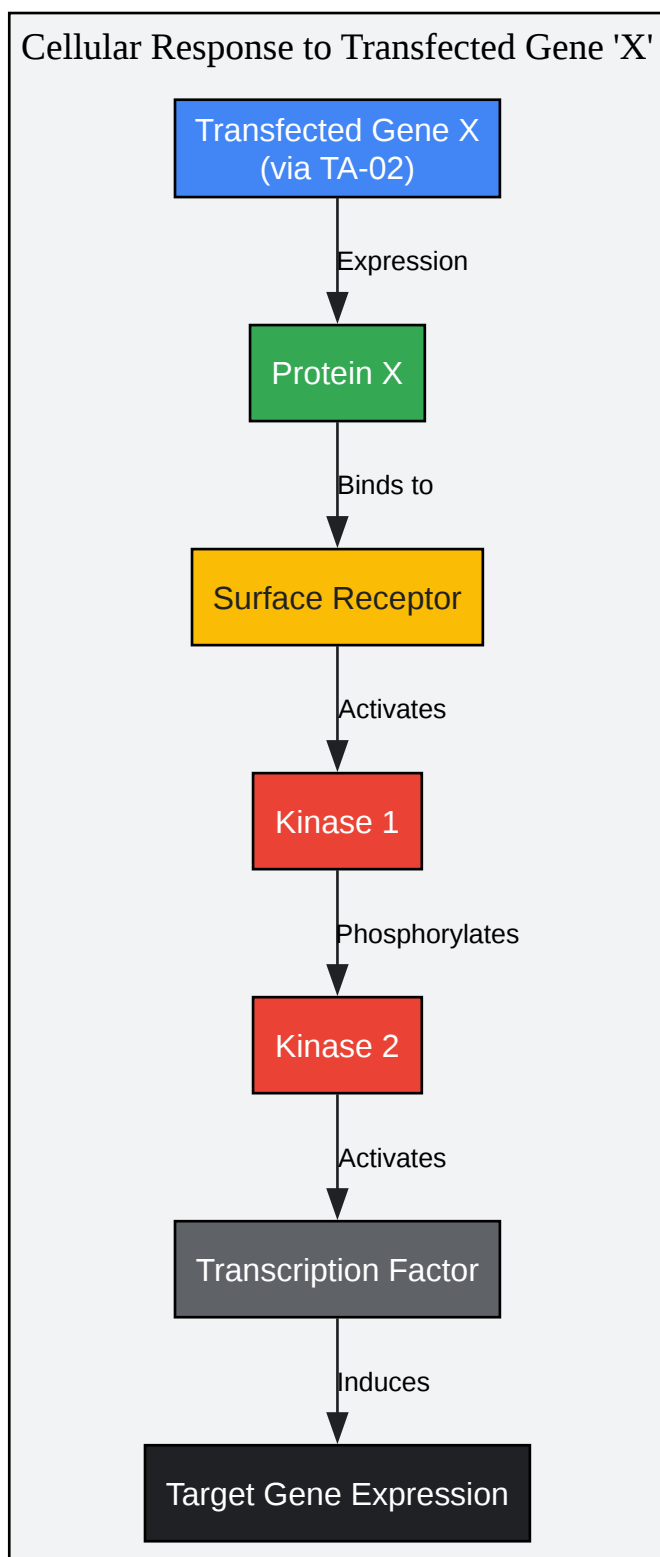 Cellular Response to Transfected Gene 'X'
Transfected Gene X
(via TA-02)
Expression
Protein X
Binds to
Surface Receptor
Activates
Kinase 1
Phosphorylates
Kinase 2
Activates
Transcription Factor
Induces
Target Gene Expression